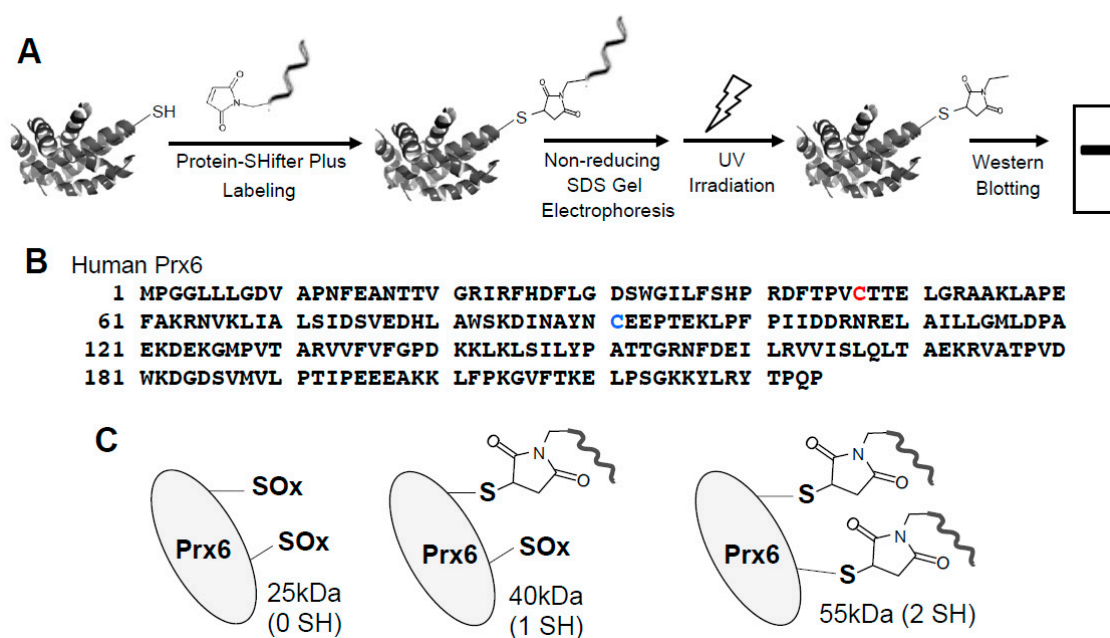 A
SH
O
N
O
S
O
N
O
S
O
N
O
Protein-SHifter Plus
Labeling
Non-reducing
SDS Gel
Electrophoresis
UV
Irradiation
Western
Blotting
B Human Prx6
1 MPGGLLLGDV APNFEANTTV GRIRFHDFLG DSWGILFSHP RDFTPVCTTE LGRAAKLAPE
61 FAKRNVKLIA LSIDSVEDHL AWSKDINAYN CEEPTEKLPF PIIDDRNREL AILLGMLDPA
121 EKDEKGMPVT ARVVFVFGPD KKLKLSILYP ATTGRNFDEI LRVVISLQLT AEKRVATPVD
181 WKDGDSVMVL PTIPEEEAKK LFPKGVFTKE LPSGKKYLRY TPQP
C
SOx
SOx
Prx6
25kDa
(0 SH)
O
N
O
S
SOx
Prx6
40kDa
(1 SH)
O
N
O
S
O
N
O
S
Prx6
55kDa (2 SH)